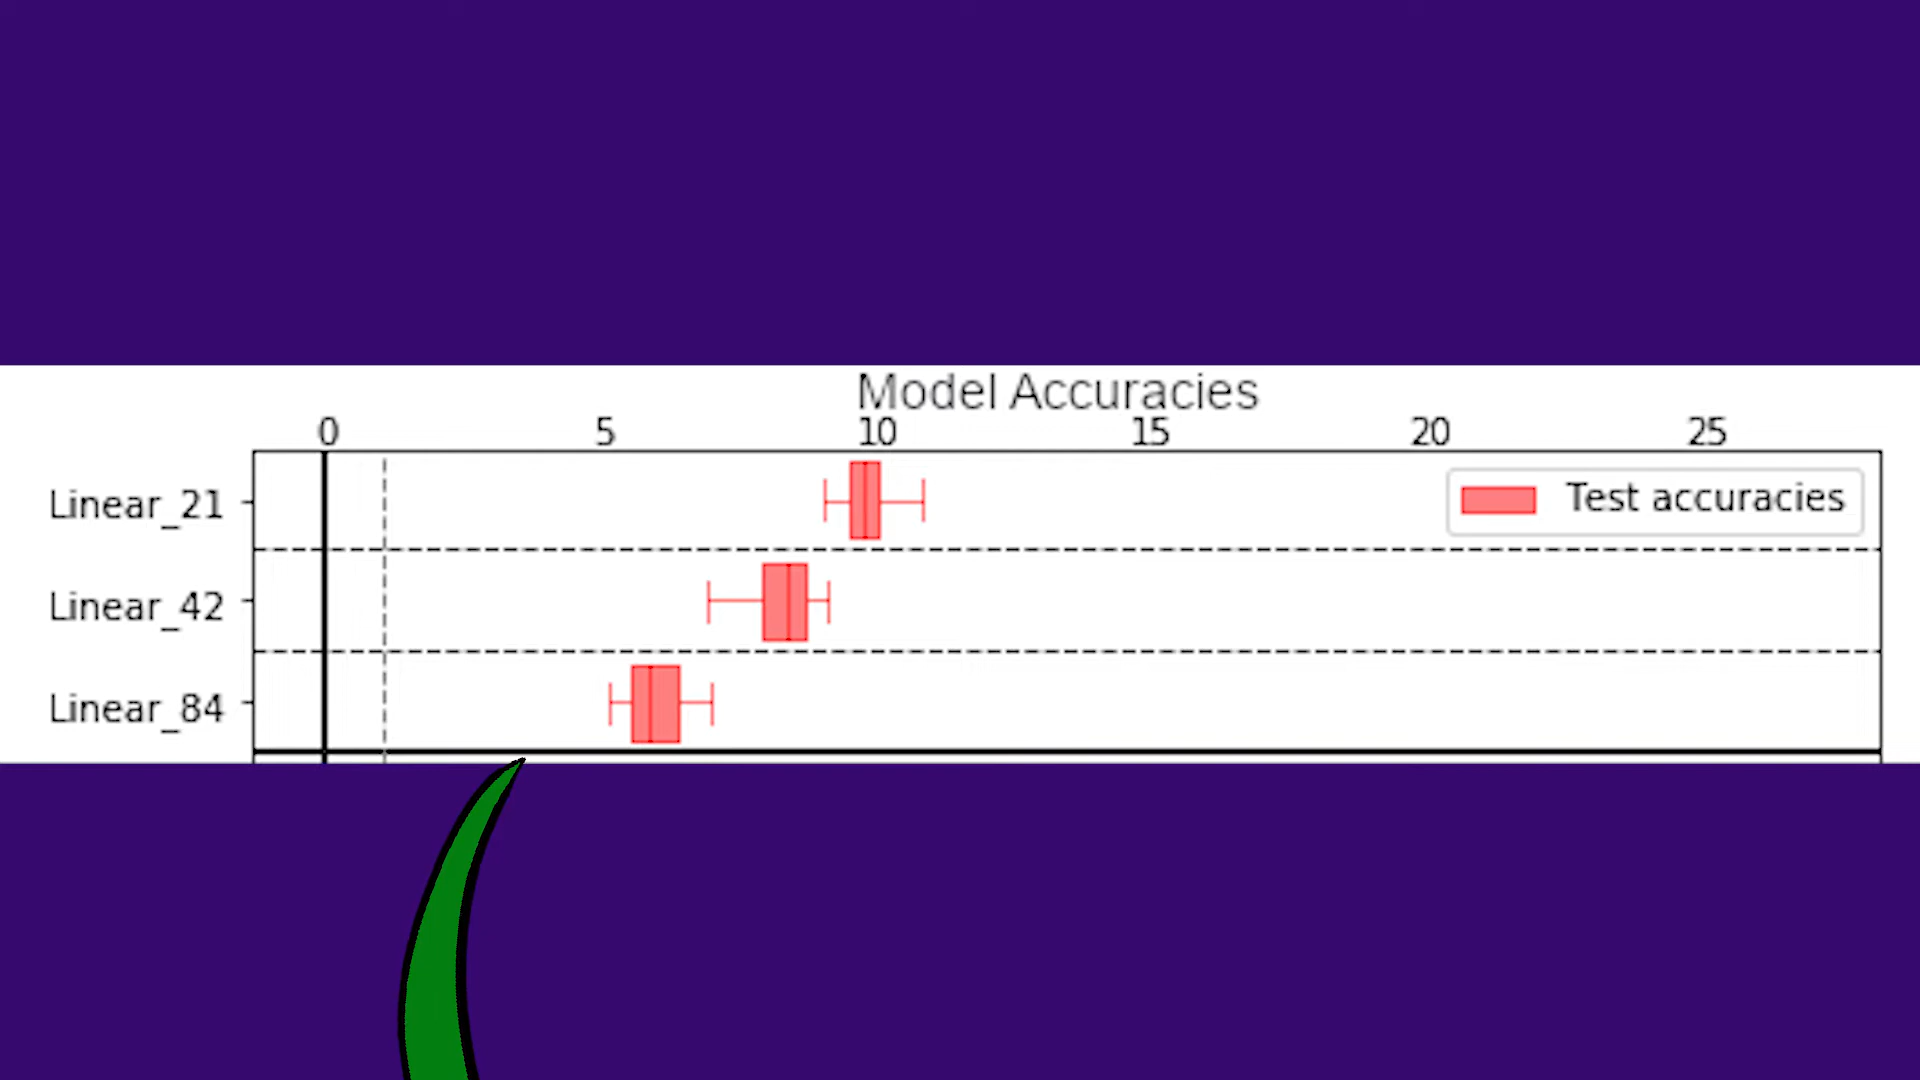 Model Accuracies
0 5 10 15 20 25
Linear_21
Test accuracies
Linear_42
Linear_84